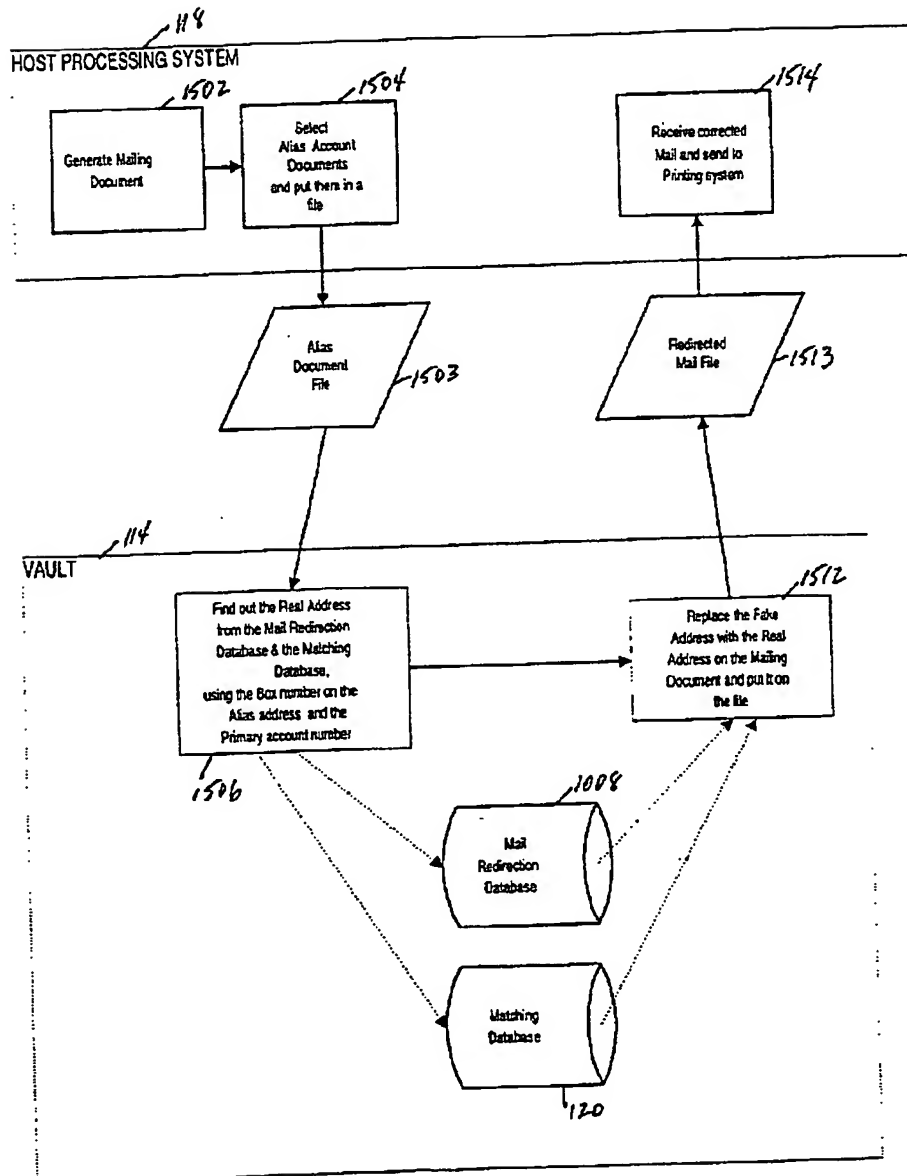 118
HOST PROCESSING SYSTEM
1502
Generate Mailing
Document
1504
Select
Alias Account
Documents
and put them in a
file
1514
Receive corrected
Mail and send to
Printing system
Alias
Document
File
1503
Redirected
Mail File
1513
114
VAULT
Find out the Real Address
from the Mail Redirection
Database & the Matching
Database,
using the Box number on the
Alias address and the
Primary account number
1506
1512
Replace the Fake
Address with the Real
Address on the Mailing
Document and put it on
the file
1008
Mail
Redirection
Database
Matching
Database
120